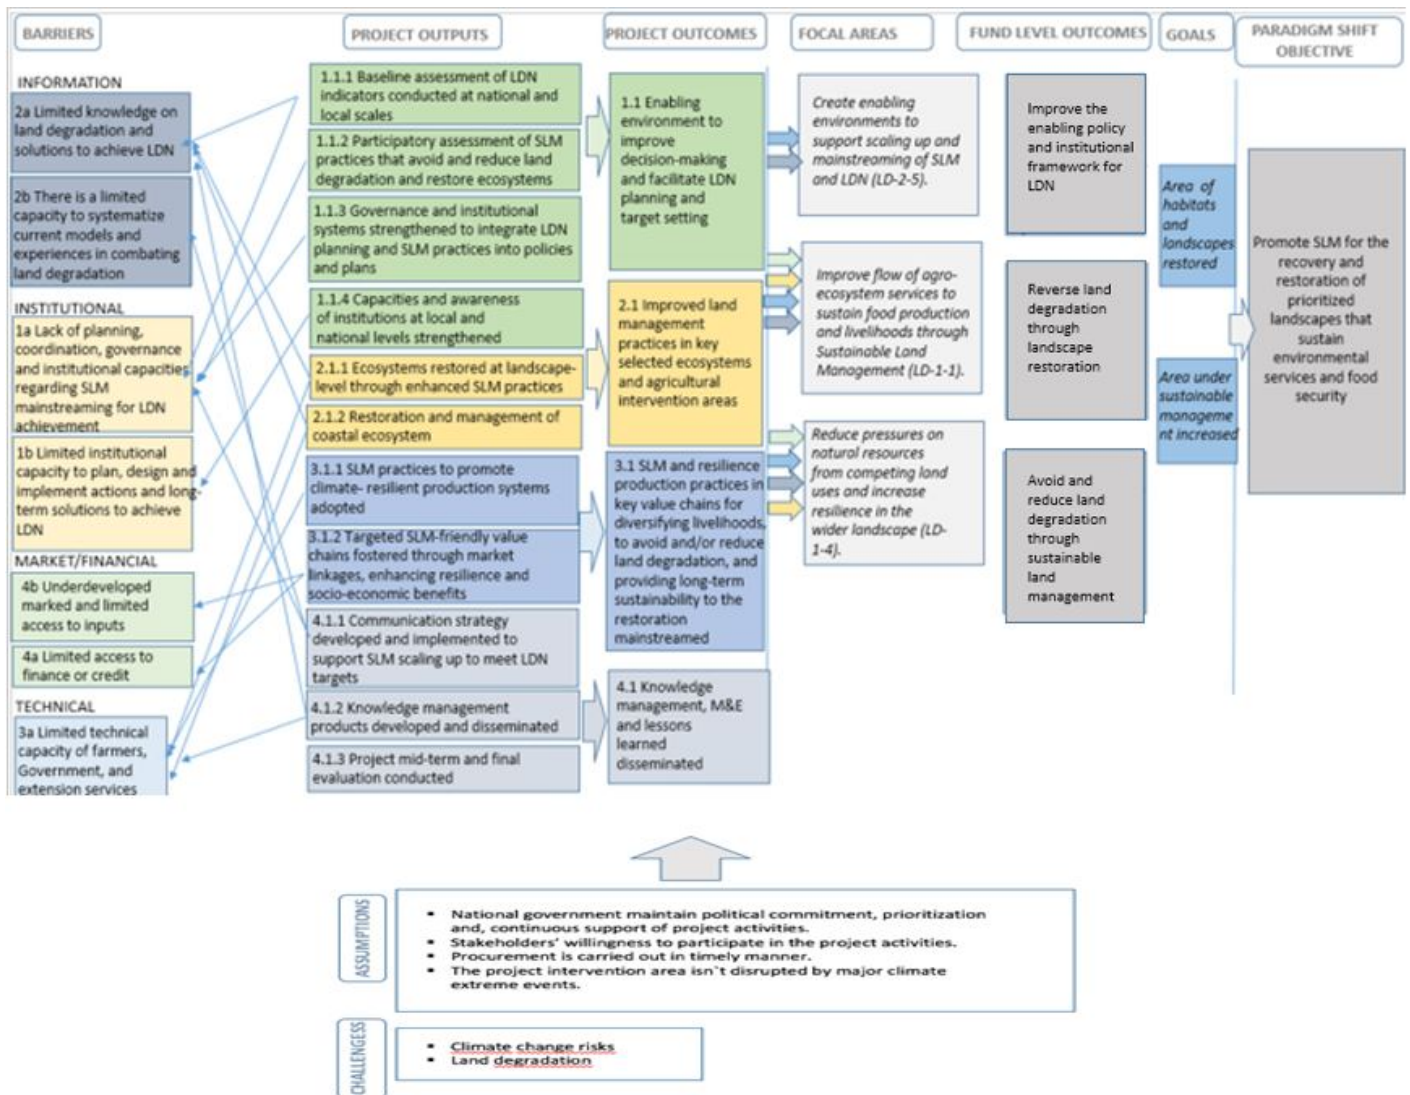 BARRIERS
PROJECT OUTPUTS
PROJECT OUTCOMES
FOCAL AREAS
FUND LEVEL OUTCOMES
GOALS
PARADIGM SHIFT
OBJECTIVE
INFORMATION
2a Limited knowledge on
land degradation and
solutions to achieve LDN
2b There is a limited
capacity to systematize
current models and
experiences in combating
land degradation
INSTITUTIONAL
1a Lack of planning,
coordination, governance
and institutional capacities
regarding SLM
mainstreaming for LDN
achievement
1b Limited institutional
capacity to plan, design and
implement actions and long-
term solutions to achieve
LDN
MARKET/FINANCIAL
4b Underdeveloped
marked and limited
access to inputs
4a Limited access to
finance or credit
TECHNICAL
3a Limited technical
capacity of farmers,
Government, and
extension services
1.1.1 Baseline assessment of LDN
indicators conducted at national and
local scales
1.1.2 Participatory assessment of SLM
practices that avoid and reduce land
degradation and restore ecosystems
1.1.3 Governance and institutional
systems strengthened to integrate LDN
planning and SLM practices into policies
and plans
1.1.4 Capacities and awareness
of institutions at local and
national levels strengthened
2.1.1 Ecosystems restored at landscape-
level through enhanced SLM practices
2.1.2 Restoration and management of
coastal ecosystem
3.1.1 SLM practices to promote
climate- resilient production systems
adopted
3.1.2 Targeted SLM-friendly value
chains fostered through market
linkages, enhancing resilience and
socio-economic benefits
4.1.1 Communication strategy
developed and implemented to
support SLM scaling up to meet LDN
targets
4.1.2 Knowledge management
products developed and disseminated
4.1.3 Project mid-term and final
evaluation conducted
1.1 Enabling
environment to
improve
decision-making
and facilitate LDN
planning and
target setting
2.1 Improved land
management
practices in key
selected ecosystems
and agricultural
intervention areas
3.1 SLM and resilience
production practices in
key value chains for
diversifying livelihoods,
to avoid and/or reduce
land degradation, and
providing long-term
sustainability to the
restoration
mainstreamed
4.1 Knowledge
management, M&E
and lessons
learned
disseminated
Create enabling
environments to
support scaling up and
mainstreaming of SLM
and LDN (LD-2-5).
Improve flow of agro-
ecosystem services to
sustain food production
and livelihoods through
Sustainable Land
Management (LD-1-1).
Reduce pressures on
natural resources
from competing land
uses and increase
resilience in the
wider landscape (LD-
1-4).
Improve the
enabling policy
and institutional
framework for
LDN
Reverse land
degradation
through
landscape
restoration
Avoid and
reduce land
degradation
through
sustainable
land
management
Area of
habitats
and
landscapes
restored
Area under
sustainable
manageme
nt increased
Promote SLM for the
recovery and
restoration of
prioritized
landscapes that
sustain
environmental
services and food
security
ASSUMPTIONS
▪ National government maintain political commitment, prioritization
and, continuous support of project activities.
▪ Stakeholders' willingness to participate in the project activities.
▪ Procurement is carried out in timely manner.
▪ The project intervention area isn`t disrupted by major climate
extreme events.
CHALLENGESS
▪ Climate change risks
▪ Land degradation